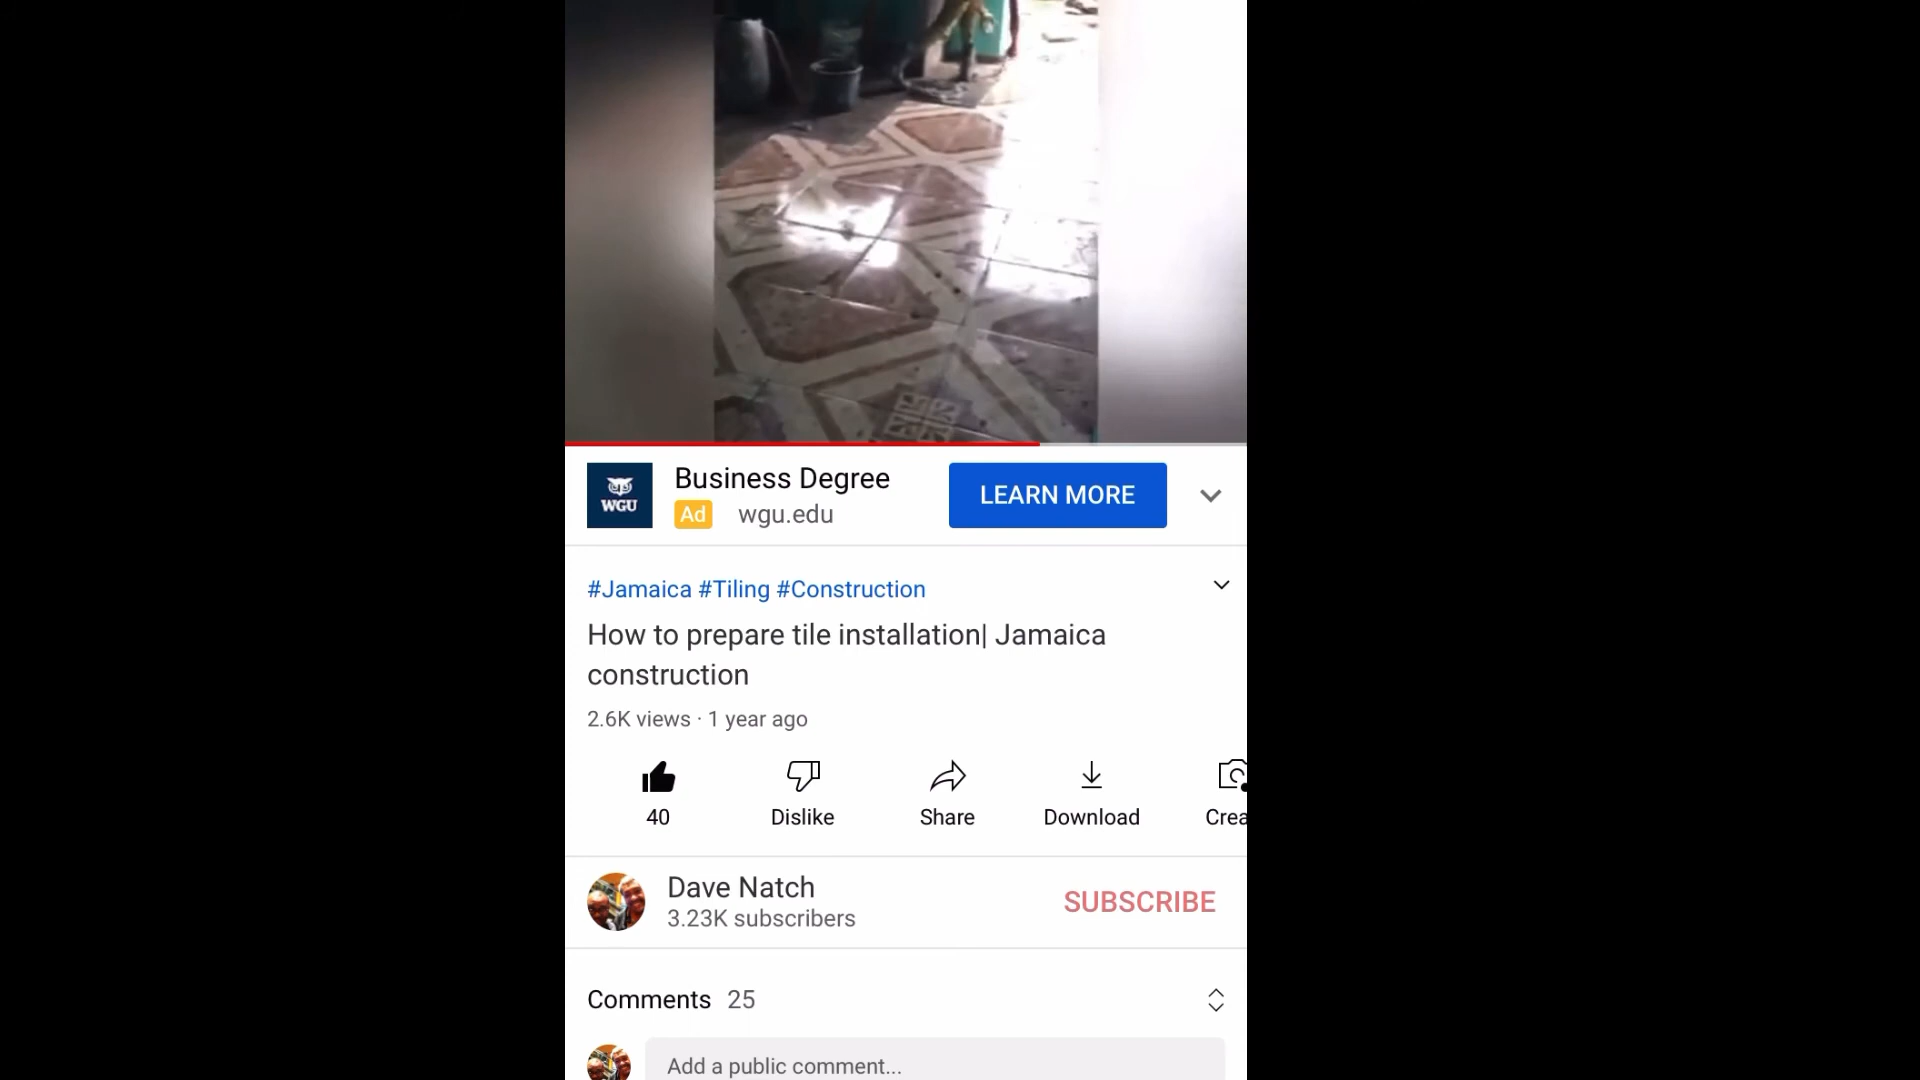 Business Degree
LEARN MORE
WGU
Ad wgu.edu
#Jamaica #Tiling #Construction
How to prepare tile installation| Jamaica
construction
2.6K views · 1 year ago
40 Dislike Share Download Crea
Dave Natch
3.23K subscribers
SUBSCRIBE
Comments 25
Add a public comment...